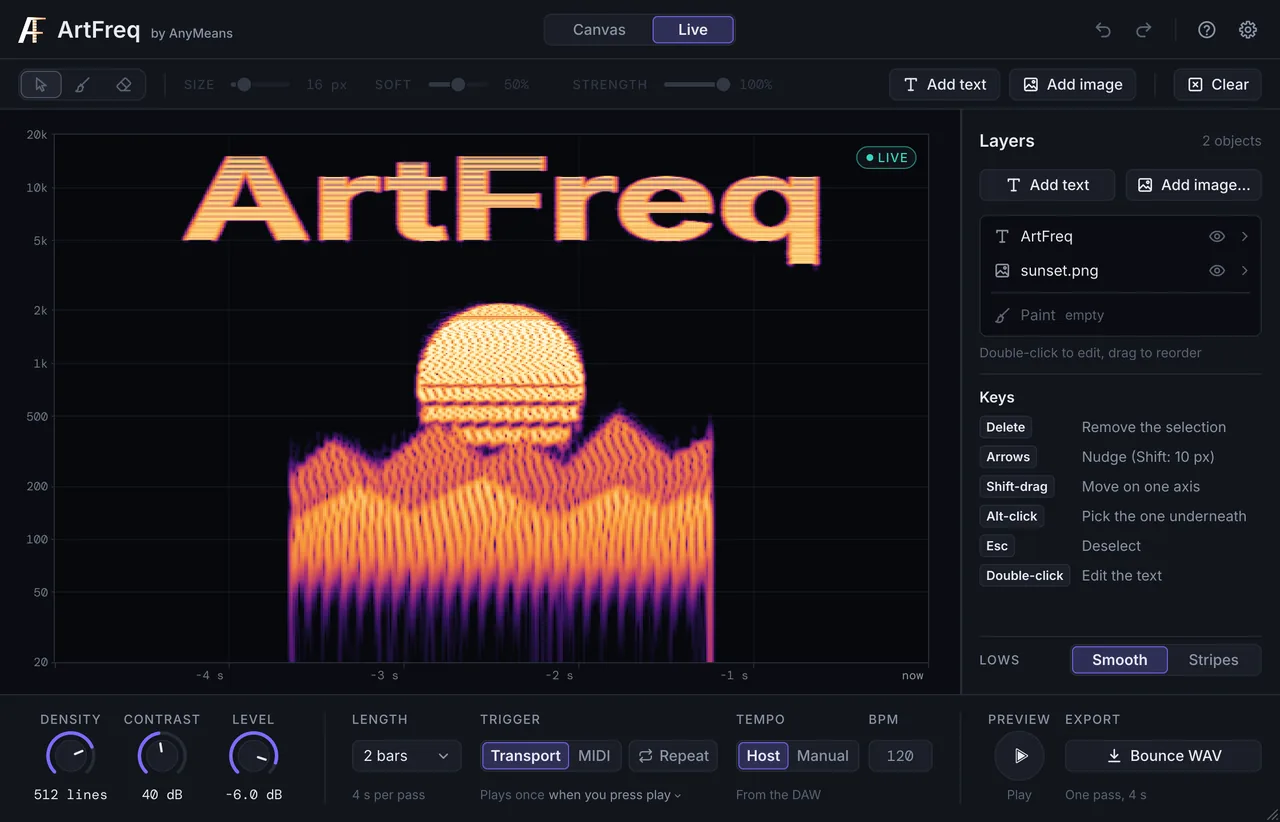 ArtFreq by AnyMeans
Canvas Live
SIZE 16 px SOFT 50% STRENGTH 100%
Add text Add image Clear
20k
10k
5k
2k
1k
500
200
100
50
20
ArtFreq
LIVE
-4 s -3 s -2 s -1 s now
Layers 2 objects
Add text Add image...
ArtFreq
sunset.png
Paint empty
Double-click to edit, drag to reorder
Keys
Delete Remove the selection
Arrows Nudge (Shift: 10 px)
Shift-drag Move on one axis
Alt-click Pick the one underneath
Esc Deselect
Double-click Edit the text
LOWS Smooth Stripes
DENSITY CONTRAST LEVEL LENGTH TRIGGER TEMPO BPM PREVIEW EXPORT
2 bars Transport MIDI Repeat Host Manual 120 Bounce WAV
512 lines 40 dB -6.0 dB 4 s per pass Plays once when you press play From the DAW Play One pass, 4 s